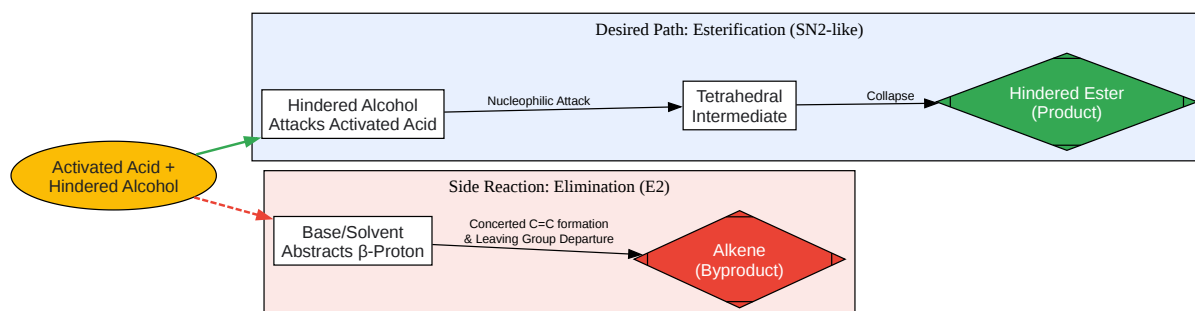 Desired Path: Esterification (SN2-like)
Hindered Alcohol
Attacks Activated Acid
Nucleophilic Attack
Tetrahedral
Intermediate
Collapse
Hindered Ester
(Product)
Activated Acid +
Hindered Alcohol
Side Reaction: Elimination (E2)
Base/Solvent
Abstracts β-Proton
Concerted C=C formation
& Leaving Group Departure
Alkene
(Byproduct)